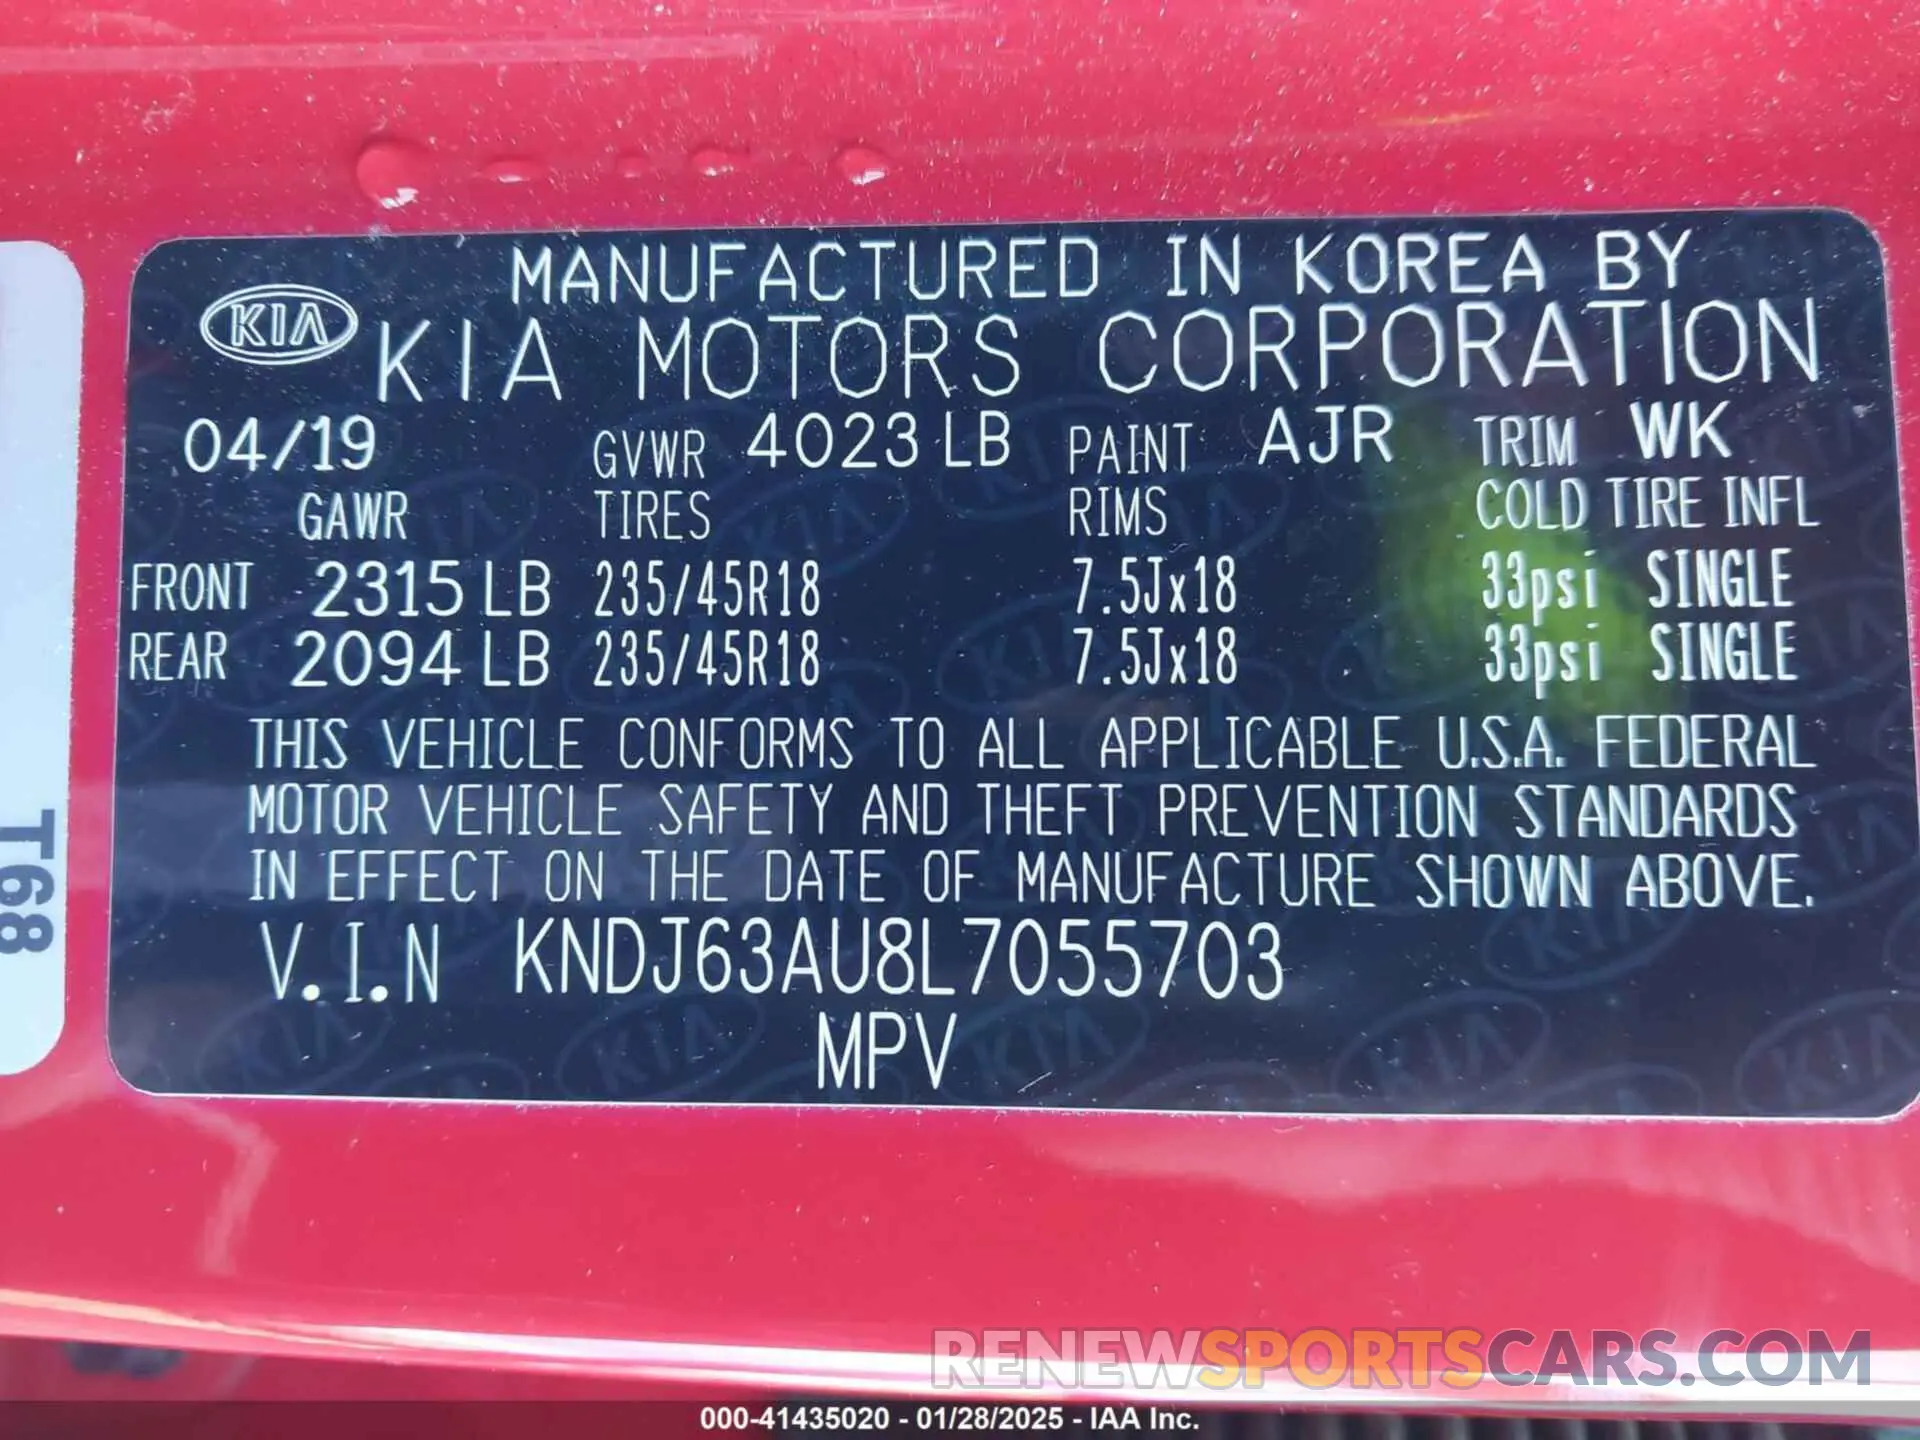 MANUFACTURED IN KOREA BY
KIA KIA MOTORS CORPORATION
04/19 GVWR 4023 LB PAINT AJR TRIM WK
GAWR TIRES RIMS COLD TIRE INFL
FRONT 2315 LB 235/45R18 7.5Jx18 33psi SINGLE
REAR 2094 LB 235/45R18 7.5Jx18 33psi SINGLE
THIS VEHICLE CONFORMS TO ALL APPLICABLE U.S.A. FEDERAL
MOTOR VEHICLE SAFETY AND THEFT PREVENTION STANDARDS
IN EFFECT ON THE DATE OF MANUFACTURE SHOWN ABOVE.
V.I.N KNDJ63AU8L7055703
MPV
T68
RENEWSPORTSCARS.COM
000-41435020 - 01/28/2025 - IAA Inc.